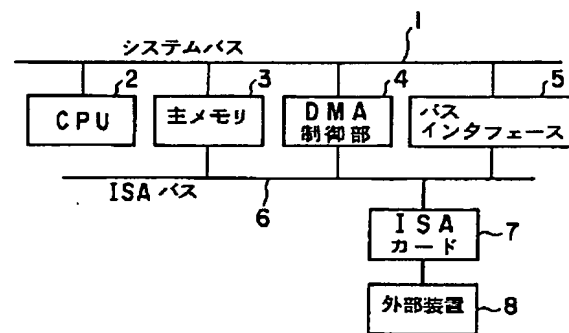 システムバス
1
2
3
4
5
CPU
主メモリ
DMA
制御部
バス
インタフェース
ISAバス
6
ISA
カード
7
外部装置
8